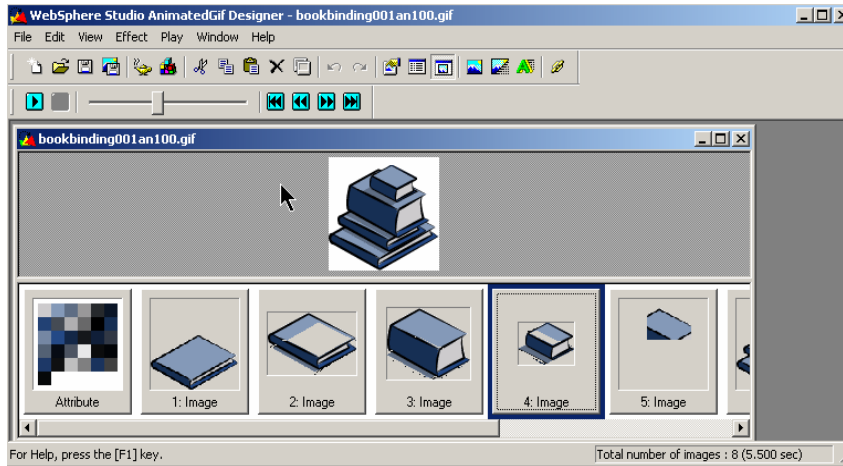 WebSphere Studio AnimatedGif Designer - bookbinding001an100.gif
File Edit View Effect Play Window Help
bookbinding001an100.gif
Attribute 1: Image 2: Image 3: Image 4: Image 5: Image
For Help, press the [F1] key. Total number of images : 8 (5.500 sec)